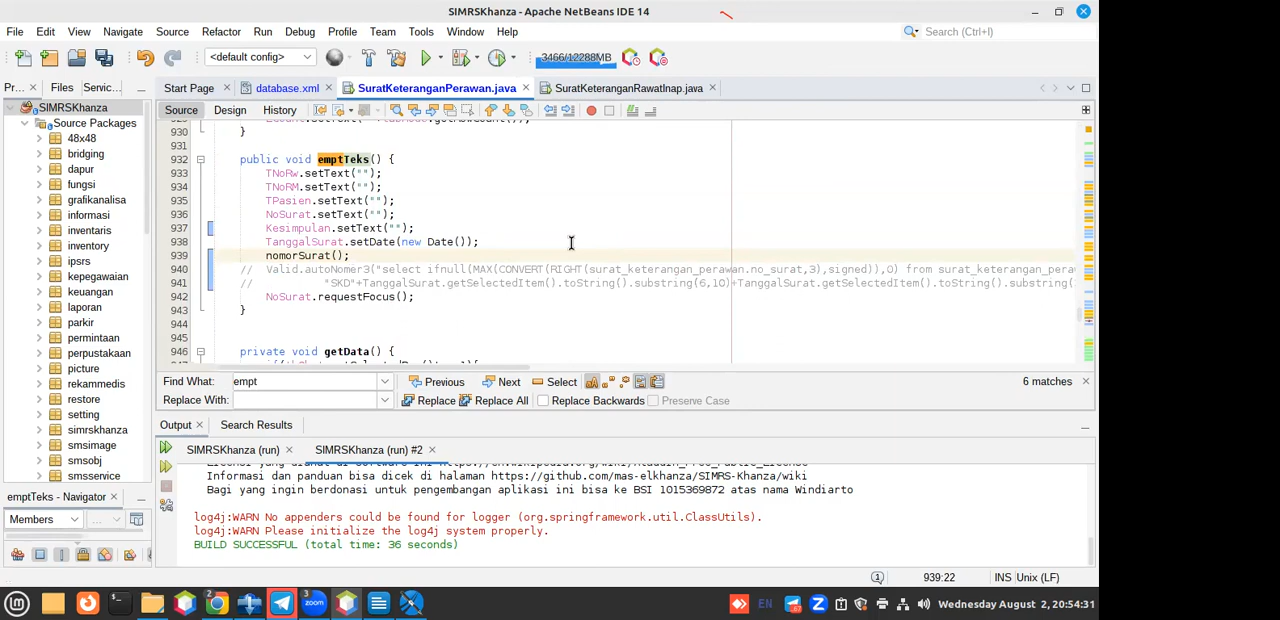 SIMRSKhanza - Apache NetBeans IDE 14
File Edit View Navigate Source Refactor Run Debug Profile Team Tools Window Help
<default config> 3466/12288MB Search (Ctrl+I)
Pr... Files Servic... Start Page database.xml SuratKeteranganPerawan.java SuratKeteranganRawatInap.java
SIMRSKhanza
Source Packages
48x48
bridging
dapur
fungsi
grafikanalisa
informasi
inventaris
inventory
ipsrs
kepegawaian
keuangan
laporan
parkir
permintaan
perpustakaan
picture
rekammedis
restore
setting
simrskhanza
smsimage
smsobj
smsservice
Source Design History
930 }
931
932 public void emptTeks() {
933 TNoRw.setText("");
934 TNoRM.setText("");
935 TPasien.setText("");
936 NoSurat.setText("");
937 Kesimpulan.setText("");
938 TanggalSurat.setDate(new Date());
939 nomorSurat();
940 // Valid.autoNomer3("select ifnull(MAX(CONVERT(RIGHT(surat_keterangan_perawan.no_surat,3),signed)),0) from surat_keterangan_pera
941 // "SKD"+TanggalSurat.getSelectedItem().toString().substring(6,10)+TanggalSurat.getSelectedItem().toString().substring(
942 NoSurat.requestFocus();
943 }
944
945
946 private void getData() {
Find What: empt Previous Next Select 6 matches
Replace With: Replace Replace All Replace Backwards Preserve Case
Output Search Results
SIMRSKhanza (run) SIMRSKhanza (run) #2
Informasi dan panduan bisa dicek di halaman https://github.com/mas-elkhanza/SIMRS-Khanza/wiki
Bagi yang ingin berdonasi untuk pengembangan aplikasi ini bisa ke BSI 1015369872 atas nama Windiarto
log4j:WARN No appenders could be found for logger (org.springframework.util.ClassUtils).
log4j:WARN Please initialize the log4j system properly.
BUILD SUCCESSFUL (total time: 36 seconds)
emptTeks - Navigator
Members
939:22 INS Unix (LF)
zoom EN Wednesday August 2, 20:54:31